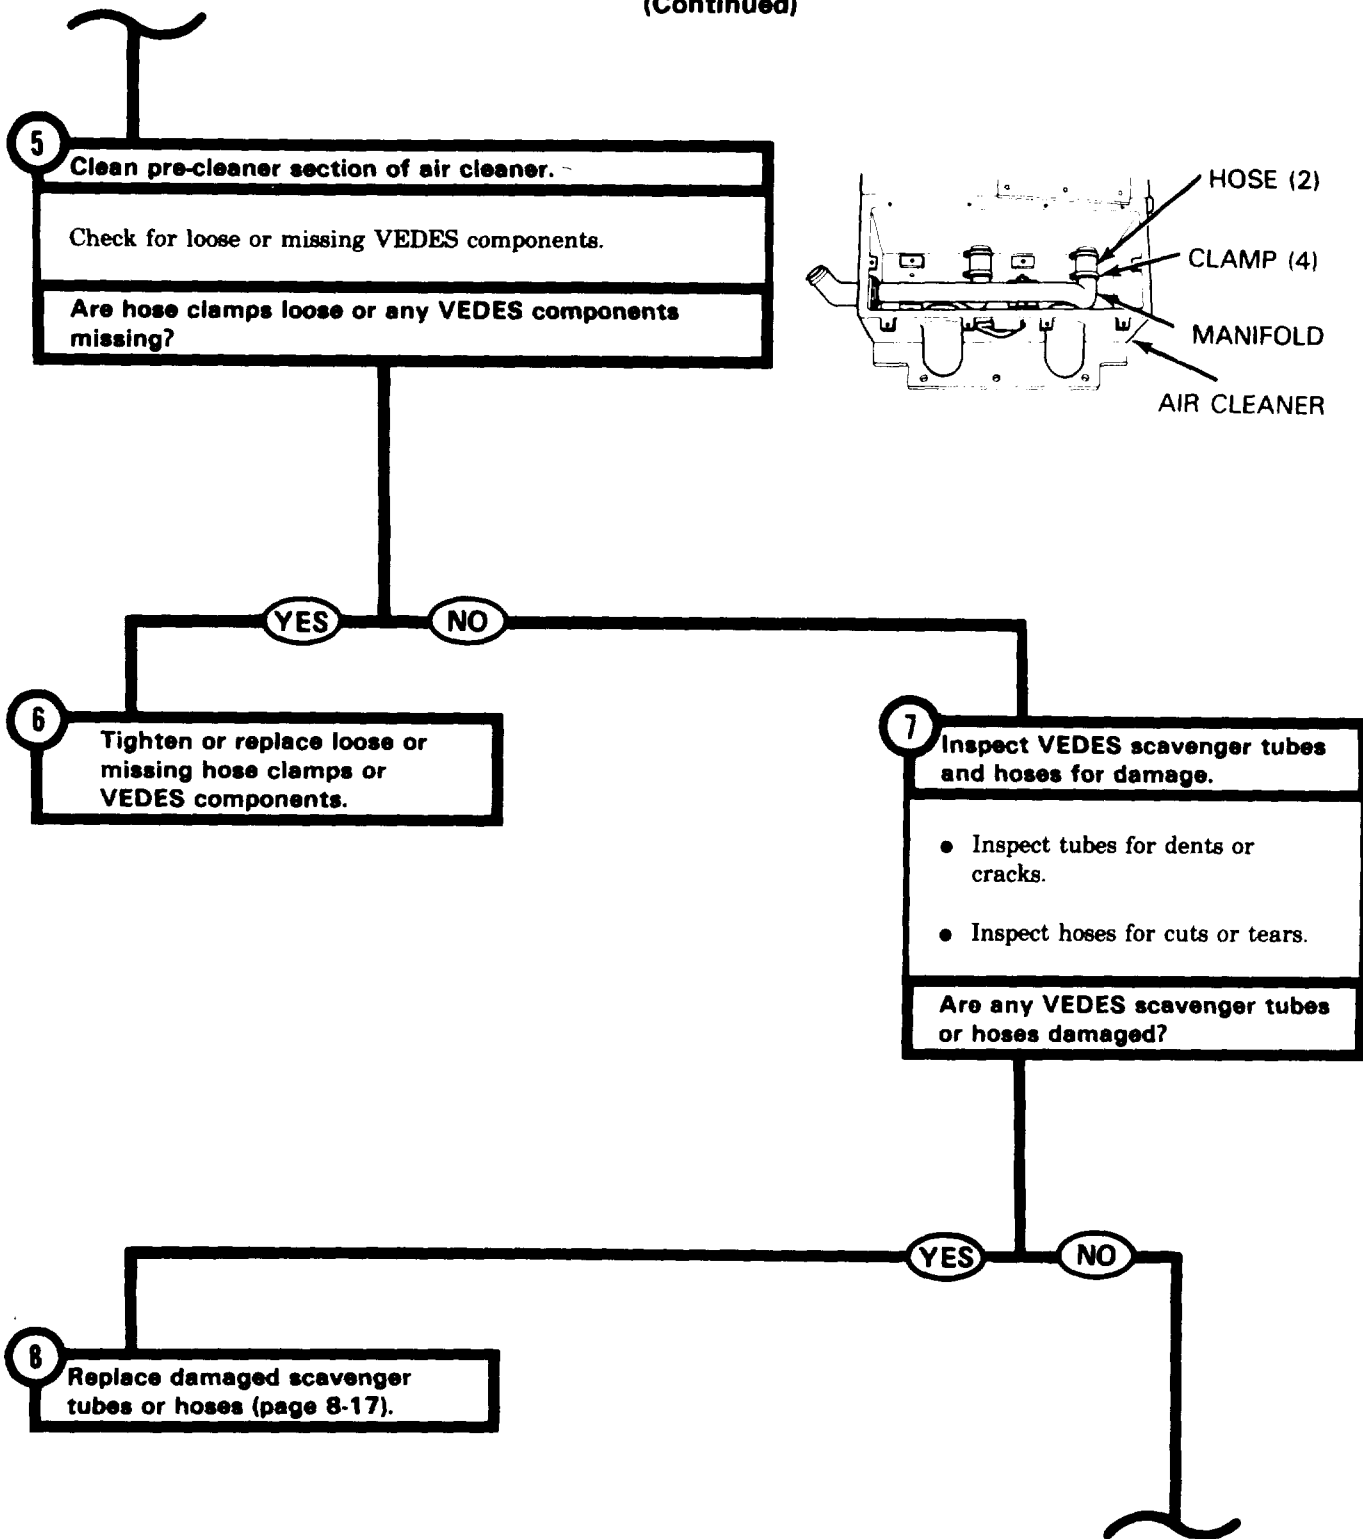 (Continued)
5
Clean pre-cleaner section of air cleaner.
Check for loose or missing VEDES components.
Are hose clamps loose or any VEDES components
missing?
HOSE (2)
CLAMP (4)
MANIFOLD
AIR CLEANER
YES
NO
6
Tighten or replace loose or
missing hose clamps or
VEDES components.
7
Inspect VEDES scavenger tubes
and hoses for damage.
● Inspect tubes for dents or
cracks.
● Inspect hoses for cuts or tears.
Are any VEDES scavenger tubes
or hoses damaged?
YES
NO
8
Replace damaged scavenger
tubes or hoses (page 8-17).